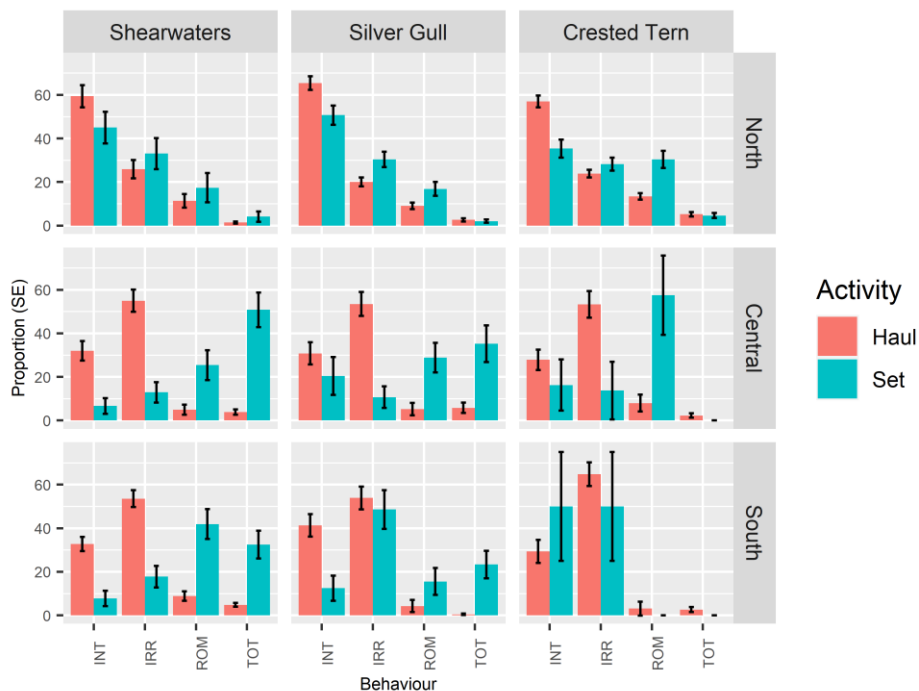 Shearwaters Silver Gull Crested Tern
60
40
20
0
North
60
40
20
0
Central
60
40
20
0
South
Proportion (SE)
INT IRR ROM TOT INT IRR ROM TOT INT IRR ROM TOT
Behaviour
Activity
Haul
Set